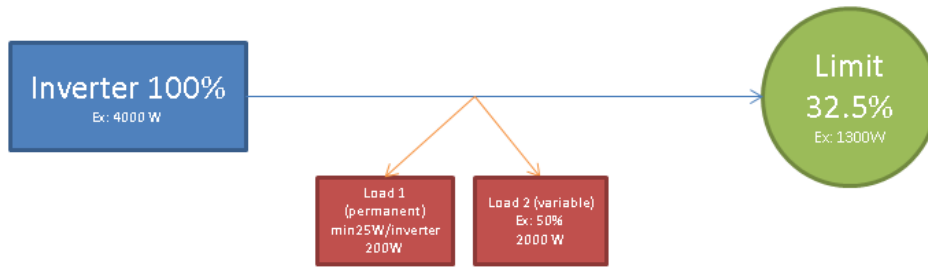 Inverter 100%
Ex: 4000 W
Limit
32.5%
Ex: 1300W
Load 1
(permanent)
min25W/inverter
200W
Load 2 (variable)
Ex: 50%
2000 W